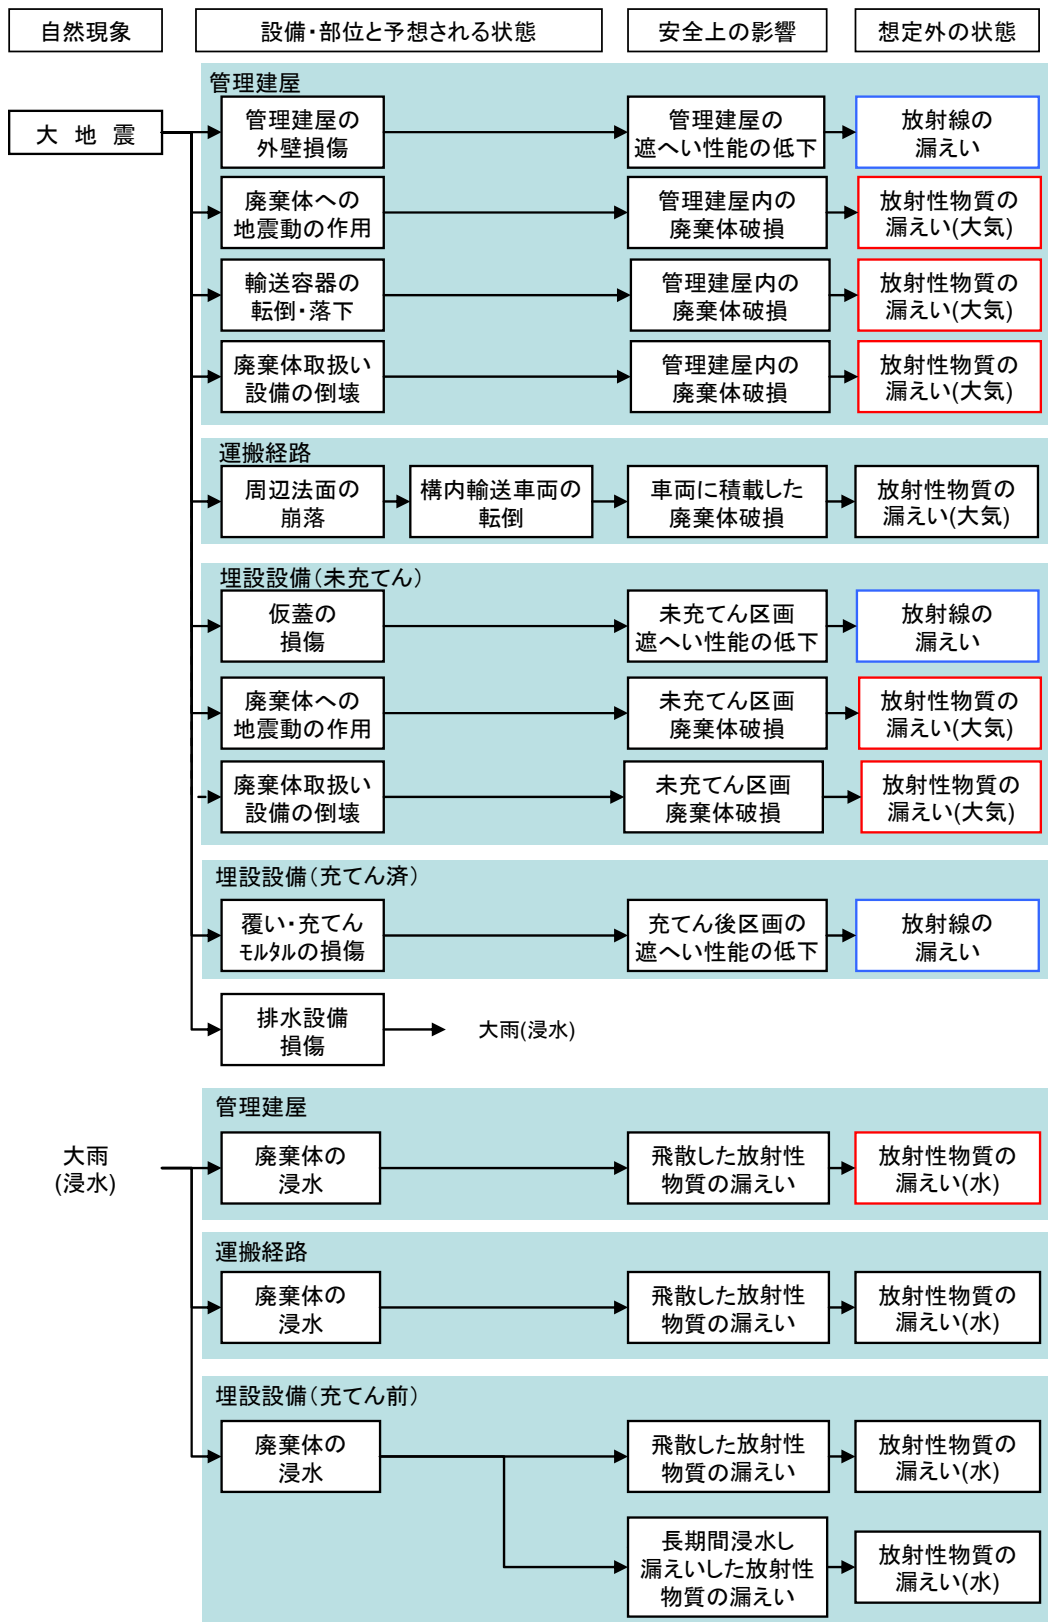 自然現象
設備・部位と予想される状態
安全上の影響
想定外の状態
管理建屋
大 地 震
管理建屋の
外壁損傷
管理建屋の
遮へい性能の低下
放射線の
漏えい
廃棄体への
地震動の作用
管理建屋内の
廃棄体破損
放射性物質の
漏えい(大気)
輸送容器の
転倒・落下
管理建屋内の
廃棄体破損
放射性物質の
漏えい(大気)
廃棄体取扱い
設備の倒壊
管理建屋内の
廃棄体破損
放射性物質の
漏えい(大気)
運搬経路
周辺法面の
崩落
構内輸送車両の
転倒
車両に積載した
廃棄体破損
放射性物質の
漏えい(大気)
埋設設備(未充てん)
仮蓋の
損傷
未充てん区画
遮へい性能の低下
放射線の
漏えい
廃棄体への
地震動の作用
未充てん区画
廃棄体破損
放射性物質の
漏えい(大気)
廃棄体取扱い
設備の倒壊
未充てん区画
廃棄体破損
放射性物質の
漏えい(大気)
埋設設備(充てん済)
覆い・充てん
ﾓﾙﾀﾙの損傷
充てん後区画の
遮へい性能の低下
放射線の
漏えい
排水設備
損傷
大雨(浸水)
管理建屋
大雨
(浸水)
廃棄体の
浸水
飛散した放射性
物質の漏えい
放射性物質の
漏えい(水)
運搬経路
廃棄体の
浸水
飛散した放射性
物質の漏えい
放射性物質の
漏えい(水)
埋設設備(充てん前)
廃棄体の
浸水
飛散した放射性
物質の漏えい
放射性物質の
漏えい(水)
長期間浸水し
漏えいした放射性
物質の漏えい
放射性物質の
漏えい(水)